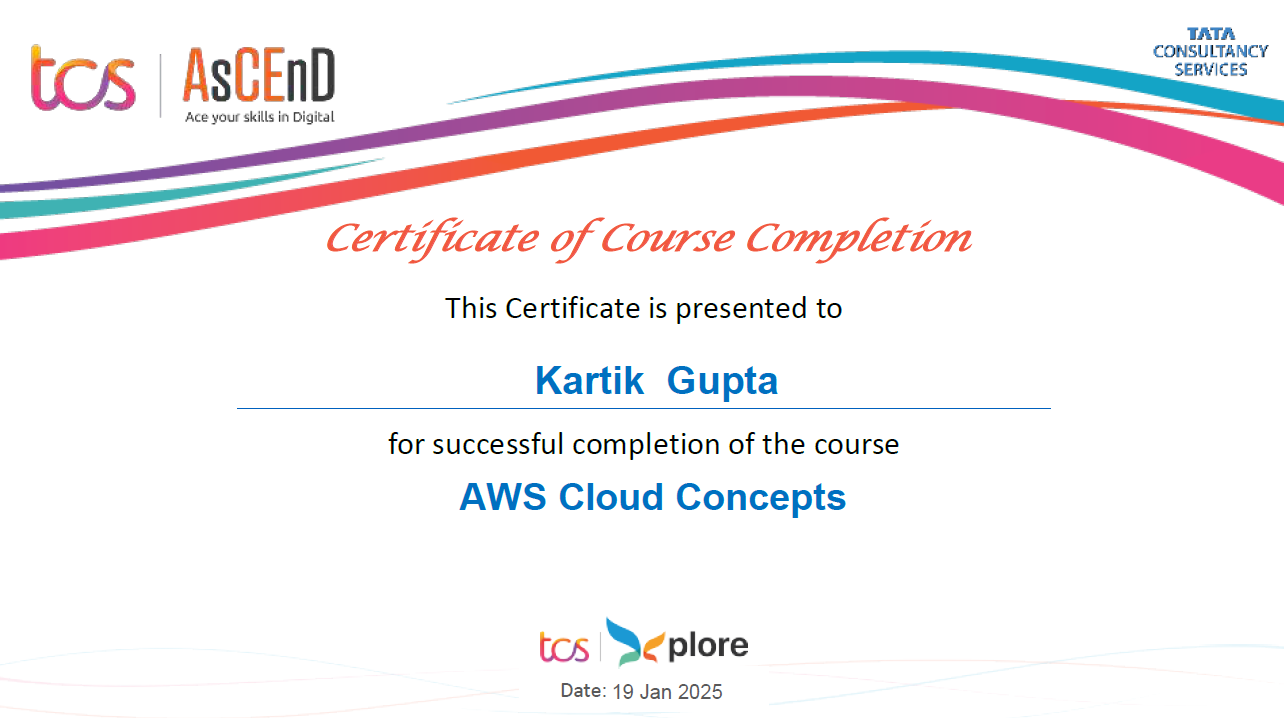 tcs | AsCEnD
Ace your skills in Digital
TATA
CONSULTANCY
SERVICES
Certificate of Course Completion
This Certificate is presented to
Kartik Gupta
for successful completion of the course
AWS Cloud Concepts
tcs | Xplore
Date: 19 Jan 2025